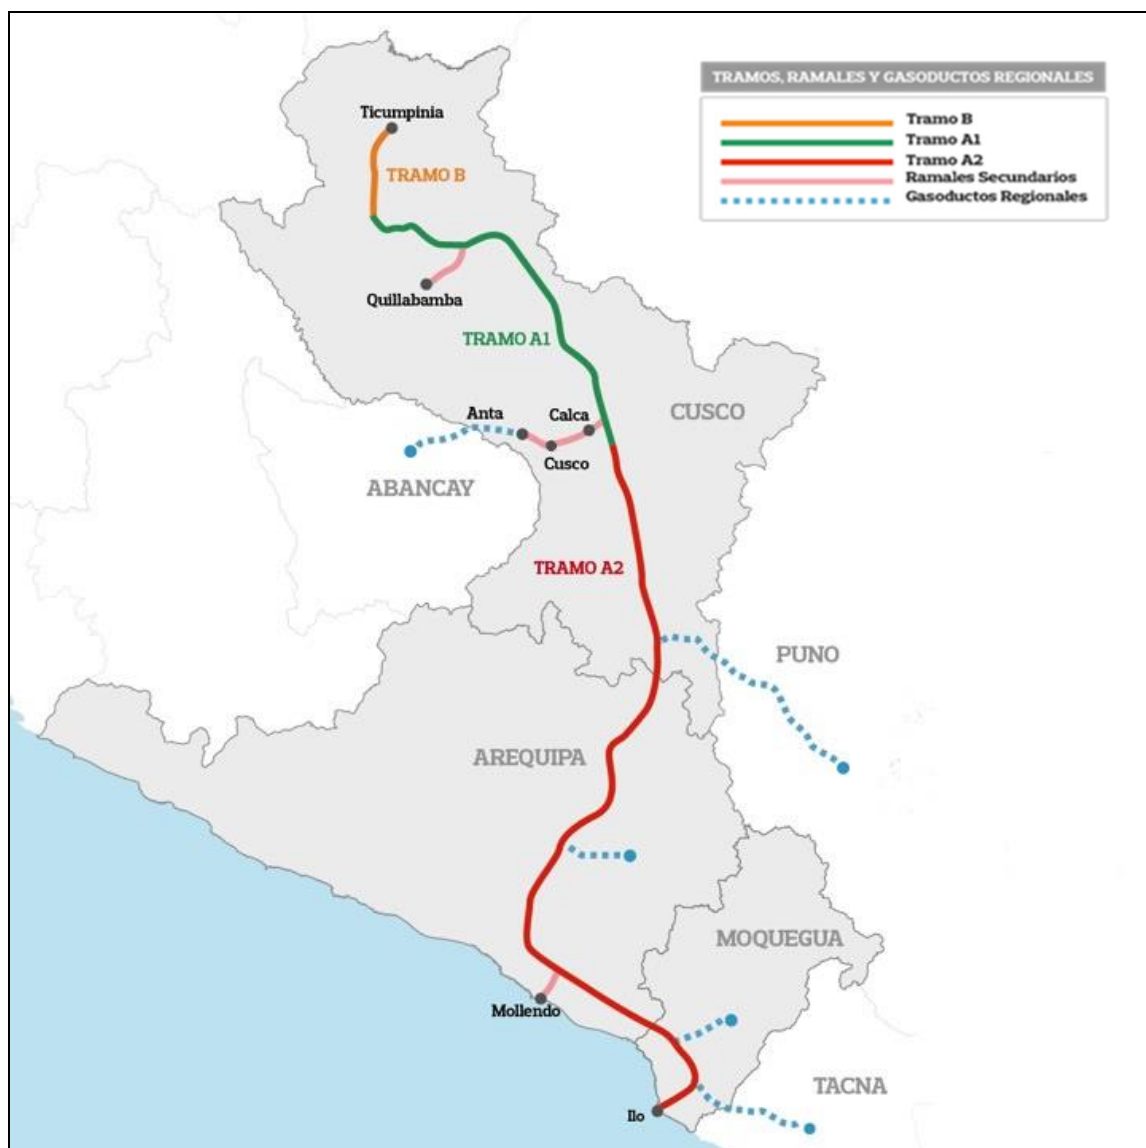 TRAMOS, RAMALES Y GASODUCTOS REGIONALES
Tramo B
Tramo A1
Tramo A2
Ramales Secundarios
Gasoductos Regionales
Ticumpinia
TRAMO B
Quillabamba
TRAMO A1
CUSCO
Anta
Calca
Cusco
ABANCAY
TRAMO A2
PUNO
AREQUIPA
MOQUEGUA
Mollendo
TACNA
Ilo